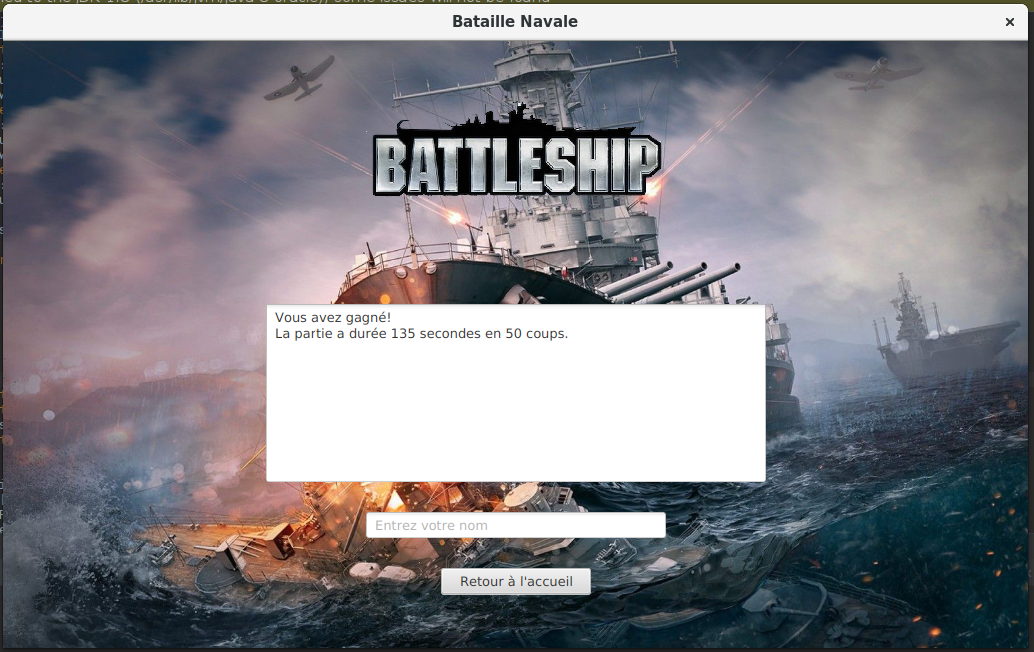 Bataille Navale
BATTLESHIP
Vous avez gagné!
La partie a durée 135 secondes en 50 coups.
Entrez votre nom
Retour à l'accueil